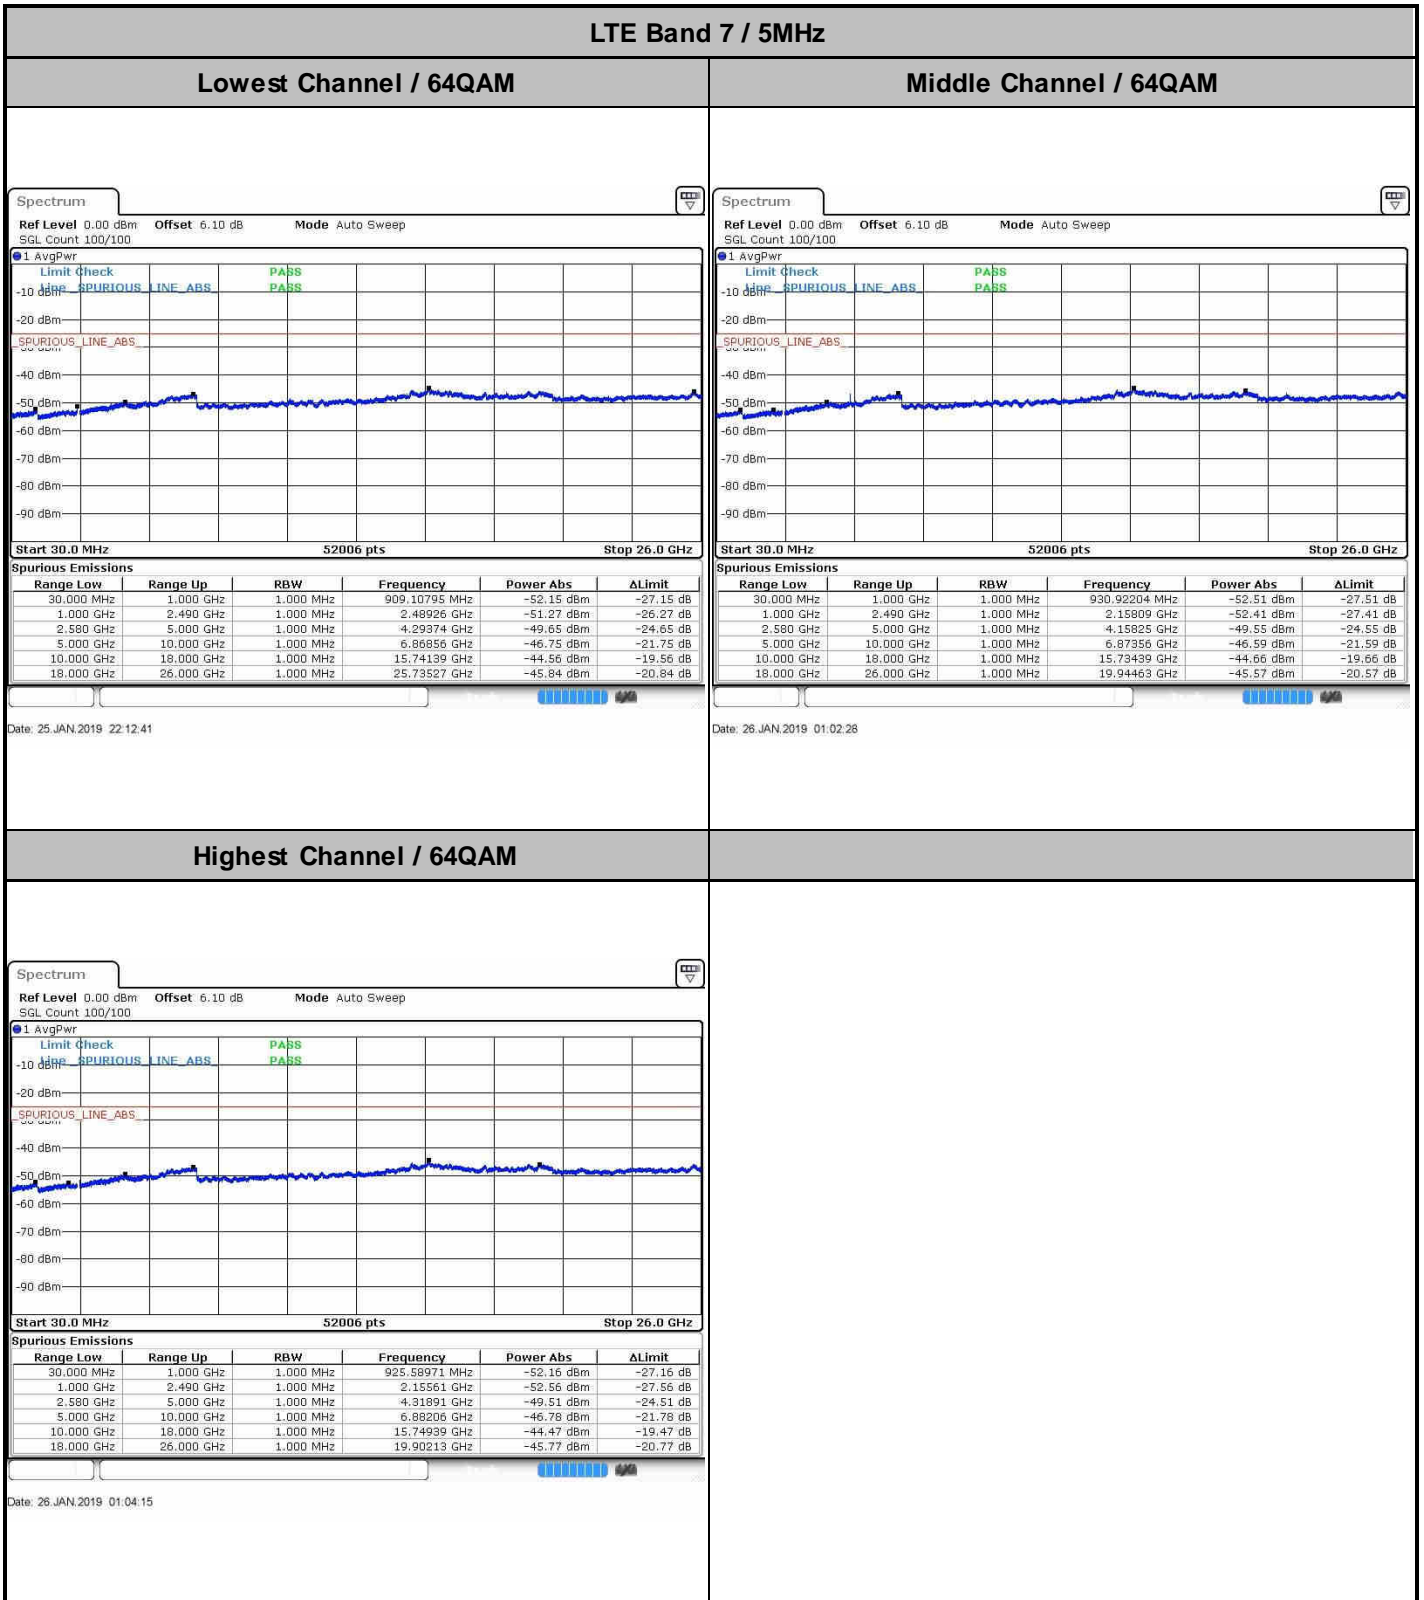 LTE Band 7 / 5MHz
Lowest Channel / 64QAM
Middle Channel / 64QAM
Spectrum
Ref Level 0.00 dBm Offset 6.10 dB Mode Auto Sweep
SGL Count 100/100
1 AvgPwr
Limit Check PASS
Line _SPURIOUS_LINE_ABS_ PASS
-10 dBm
-20 dBm
_SPURIOUS_LINE_ABS_
-30 dBm
-40 dBm
-50 dBm
-60 dBm
-70 dBm
-80 dBm
-90 dBm
Start 30.0 MHz 52006 pts Stop 26.0 GHz
Spurious Emissions
Range Low Range Up RBW Frequency Power Abs ΔLimit
30.000 MHz 1.000 GHz 1.000 MHz 909.10795 MHz -52.15 dBm -27.15 dB
1.000 GHz 2.490 GHz 1.000 MHz 2.48926 GHz -51.27 dBm -26.27 dB
2.580 GHz 5.000 GHz 1.000 MHz 4.29374 GHz -49.65 dBm -24.65 dB
5.000 GHz 10.000 GHz 1.000 MHz 6.86856 GHz -46.75 dBm -21.75 dB
10.000 GHz 18.000 GHz 1.000 MHz 15.74139 GHz -44.56 dBm -19.56 dB
18.000 GHz 26.000 GHz 1.000 MHz 25.73527 GHz -45.84 dBm -20.84 dB
Date: 25.JAN.2019 22:12:41
Spectrum
Ref Level 0.00 dBm Offset 6.10 dB Mode Auto Sweep
SGL Count 100/100
1 AvgPwr
Limit Check PASS
Line _SPURIOUS_LINE_ABS_ PASS
-10 dBm
-20 dBm
_SPURIOUS_LINE_ABS_
-30 dBm
-40 dBm
-50 dBm
-60 dBm
-70 dBm
-80 dBm
-90 dBm
Start 30.0 MHz 52006 pts Stop 26.0 GHz
Spurious Emissions
Range Low Range Up RBW Frequency Power Abs ΔLimit
30.000 MHz 1.000 GHz 1.000 MHz 930.92204 MHz -52.51 dBm -27.51 dB
1.000 GHz 2.490 GHz 1.000 MHz 2.15809 GHz -52.41 dBm -27.41 dB
2.580 GHz 5.000 GHz 1.000 MHz 4.15825 GHz -49.55 dBm -24.55 dB
5.000 GHz 10.000 GHz 1.000 MHz 6.87356 GHz -46.59 dBm -21.59 dB
10.000 GHz 18.000 GHz 1.000 MHz 15.73439 GHz -44.66 dBm -19.66 dB
18.000 GHz 26.000 GHz 1.000 MHz 19.94463 GHz -45.57 dBm -20.57 dB
Date: 26.JAN.2019 01:02:28
Highest Channel / 64QAM
Spectrum
Ref Level 0.00 dBm Offset 6.10 dB Mode Auto Sweep
SGL Count 100/100
1 AvgPwr
Limit Check PASS
Line _SPURIOUS_LINE_ABS_ PASS
-10 dBm
-20 dBm
_SPURIOUS_LINE_ABS_
-30 dBm
-40 dBm
-50 dBm
-60 dBm
-70 dBm
-80 dBm
-90 dBm
Start 30.0 MHz 52006 pts Stop 26.0 GHz
Spurious Emissions
Range Low Range Up RBW Frequency Power Abs ΔLimit
30.000 MHz 1.000 GHz 1.000 MHz 925.58971 MHz -52.16 dBm -27.16 dB
1.000 GHz 2.490 GHz 1.000 MHz 2.15561 GHz -52.56 dBm -27.56 dB
2.580 GHz 5.000 GHz 1.000 MHz 4.31891 GHz -49.51 dBm -24.51 dB
5.000 GHz 10.000 GHz 1.000 MHz 6.88206 GHz -46.78 dBm -21.78 dB
10.000 GHz 18.000 GHz 1.000 MHz 15.74939 GHz -44.47 dBm -19.47 dB
18.000 GHz 26.000 GHz 1.000 MHz 19.90213 GHz -45.77 dBm -20.77 dB
Date: 26.JAN.2019 01:04:15